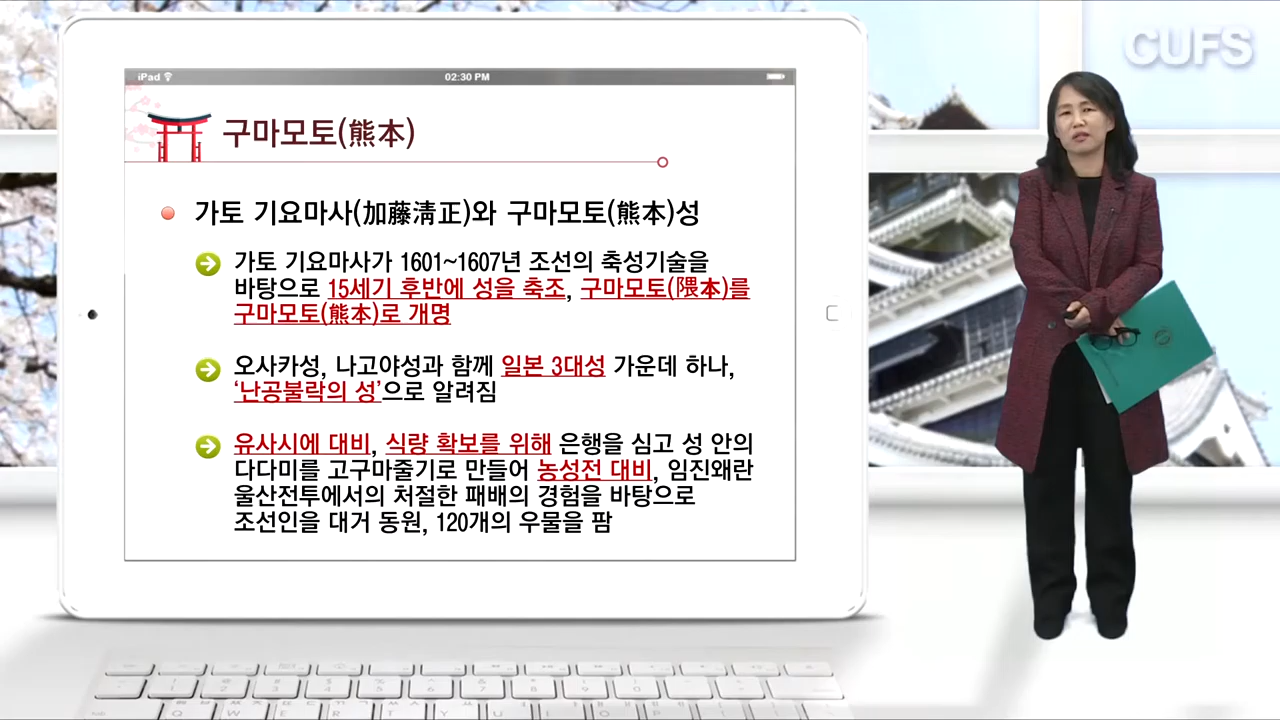 CUFS
iPad
02:30 PM
구마모토(熊本)
가토 기요마사(加藤淸正)와 구마모토(熊本)성
가토 기요마사가 1601~1607년 조선의 축성기술을
바탕으로 15세기 후반에 성을 축조, 구마모토(隈本)를
구마모토(熊本)로 개명
오사카성, 나고야성과 함께 일본 3대성 가운데 하나,
‘난공불락의 성’으로 알려짐
유사시에 대비, 식량 확보를 위해 은행을 심고 성 안의
다다미를 고구마줄기로 만들어 농성전 대비, 임진왜란
울산전투에서의 처절한 패배의 경험을 바탕으로
조선인을 대거 동원, 120개의 우물을 팜